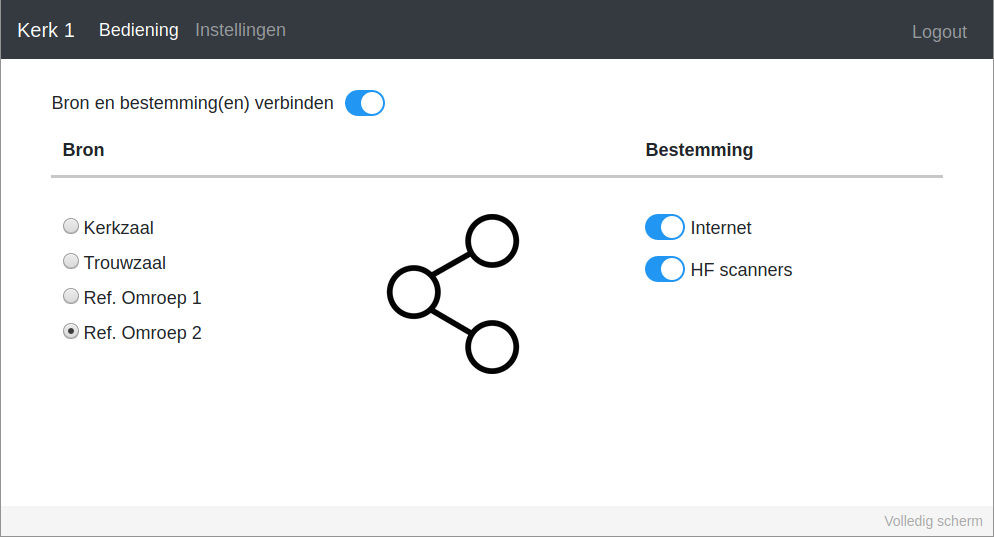 Kerk 1 Bediening Instellingen Logout
Bron en bestemming(en) verbinden
Bron Bestemming
Kerkzaal Internet
Trouwzaal HF scanners
Ref. Omroep 1
Ref. Omroep 2
Volledig scherm